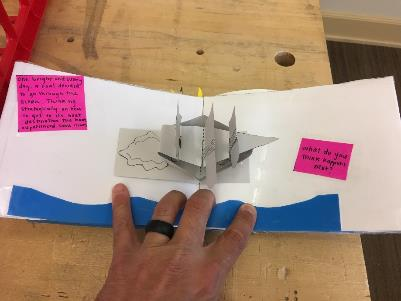 One bright and sunny
day, a boat decided
to go through the
ocean. Thinking
strategically on how
to get to its next
destination the boat
experienced some
What do you
think happens
next?